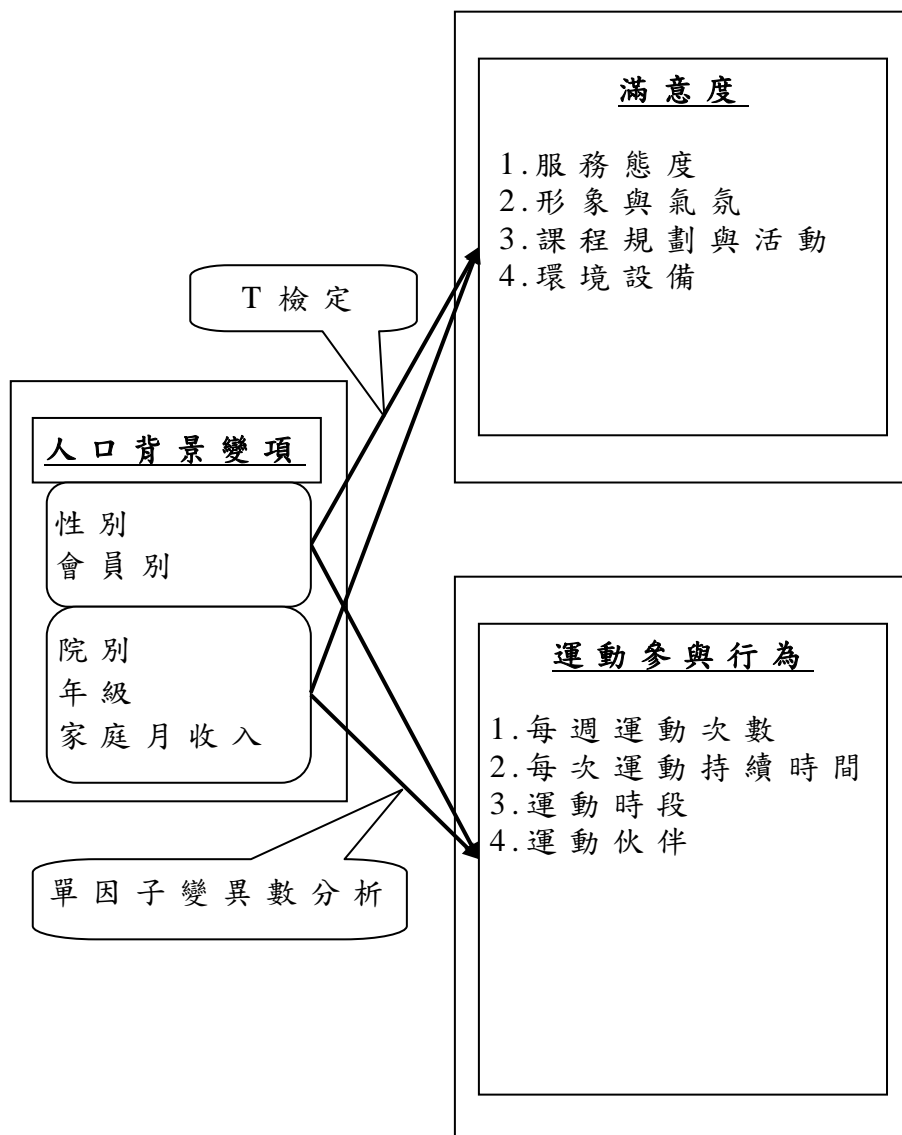 滿意度
1.服務態度
2.形象與氣氛
3.課程規劃與活動
4.環境設備
T檢定
人口背景變項
性別
會員別
院別
年級
家庭月收入
運動參與行為
1.每週運動次數
2.每次運動持續時間
3.運動時段
4.運動伙伴
單因子變異數分析